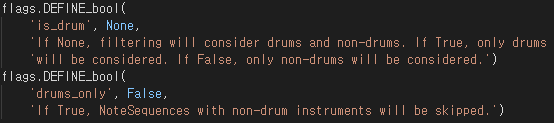 flags.DEFINE_bool(
'is_drum', None,
'If None, filtering will consider drums and non-drums. If True, only drums
'will be considered. If False, only non-drums will be considered.')
flags.DEFINE_bool(
'drums_only', False,
'If True, NoteSequences with non-drum instruments will be skipped.')